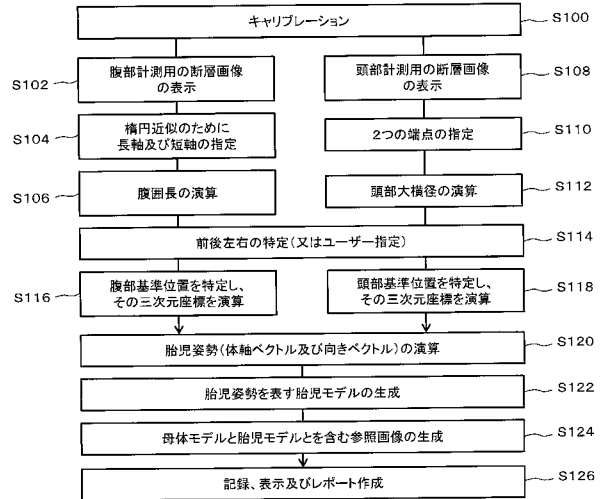 キャリブレーション
S100
S102
腹部計測用の断層画像
の表示
頭部計測用の断層画像
の表示
S108
S104
楕円近似のために
長軸及び短軸の指定
2つの端点の指定
S110
S106
腹囲長の演算
頭部大横径の演算
S112
前後左右の特定(又はユーザー指定)
S114
S116
腹部基準位置を特定し、
その三次元座標を演算
頭部基準位置を特定し、
その三次元座標を演算
S118
胎児姿勢(体軸ベクトル及び向きベクトル)の演算
S120
胎児姿勢を表す胎児モデルの生成
S122
母体モデルと胎児モデルとを含む参照画像の生成
S124
記録、表示及びレポート作成
S126